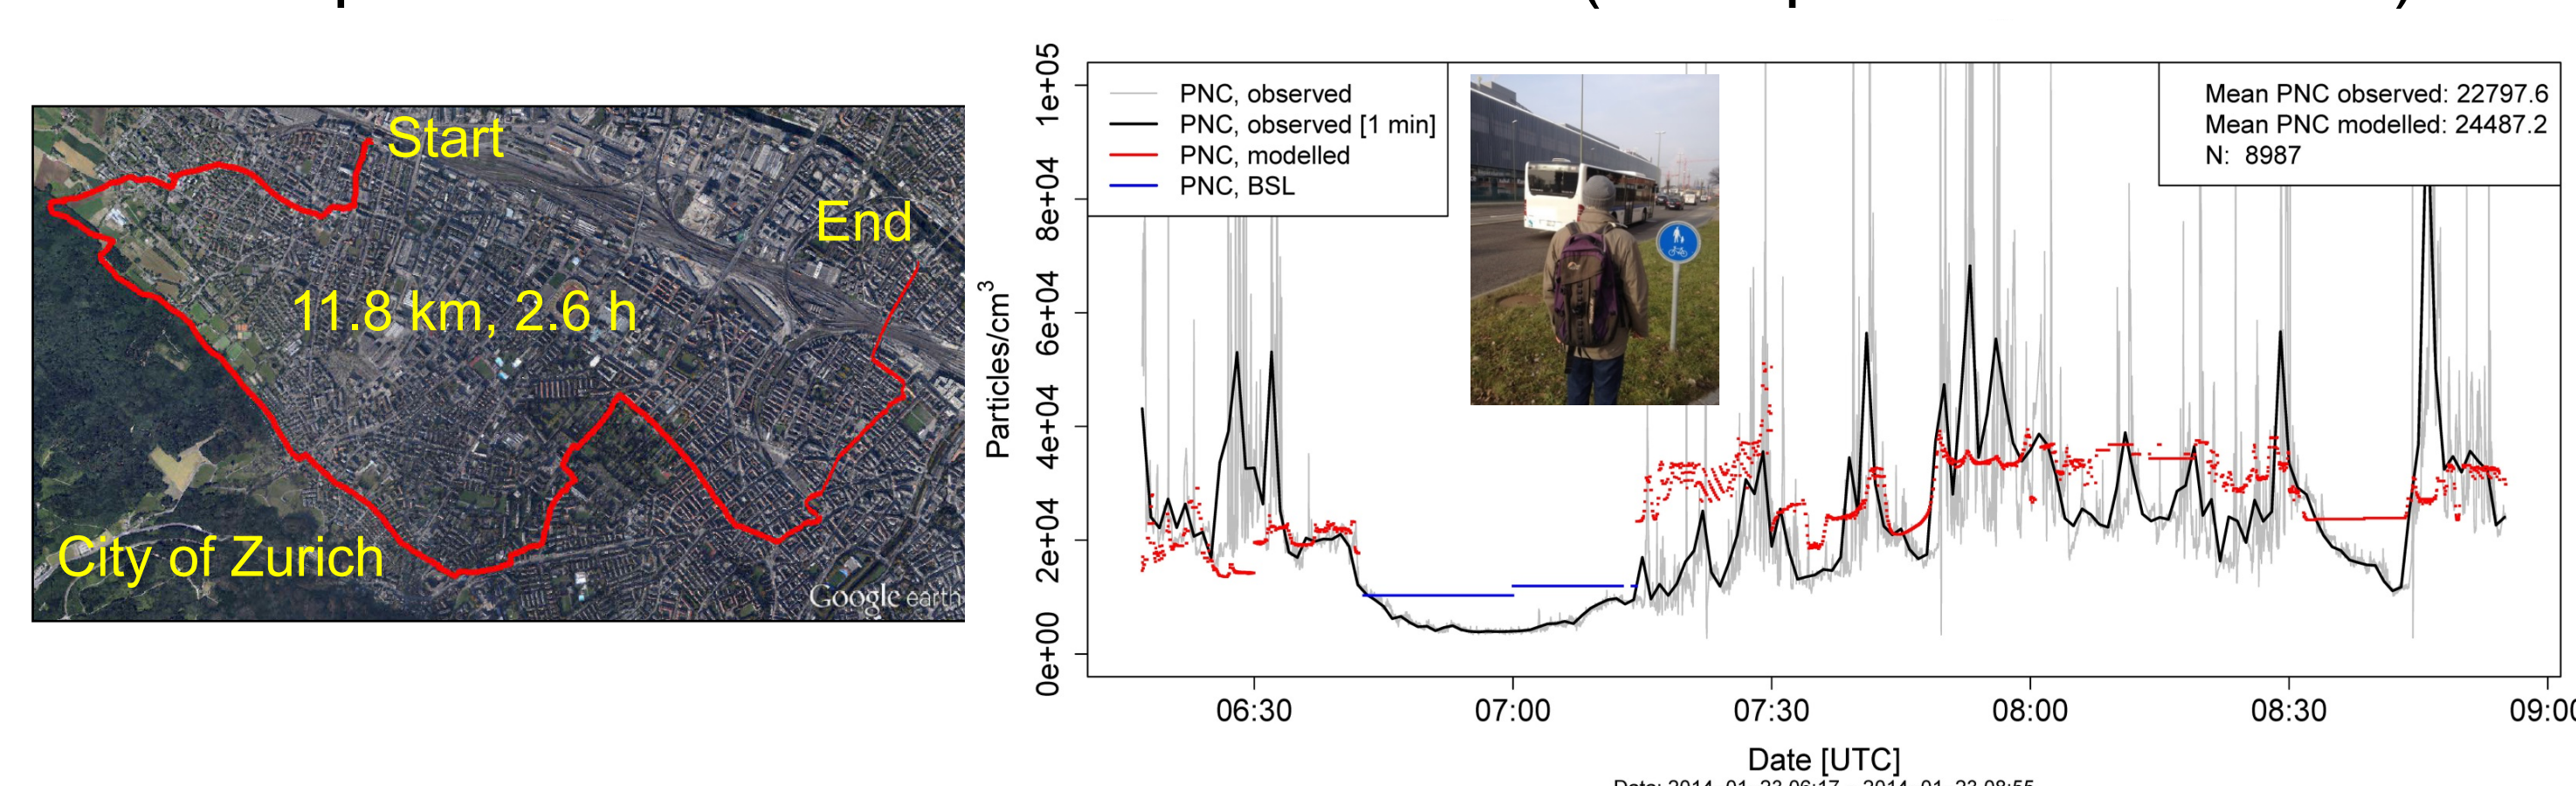 Start
End
11.8 km, 2.6 h
City of Zurich
Google earth
PNC, observed
PNC, observed [1 min]
PNC, modelled
PNC, BSL
Mean PNC observed: 22797.6
Mean PNC modelled: 24487.2
N: 8987
1e+05
8e+04
6e+04
4e+04
2e+04
0e+00
Particles/cm³
06:30
07:00
07:30
08:00
08:30
09:00
Date [UTC]